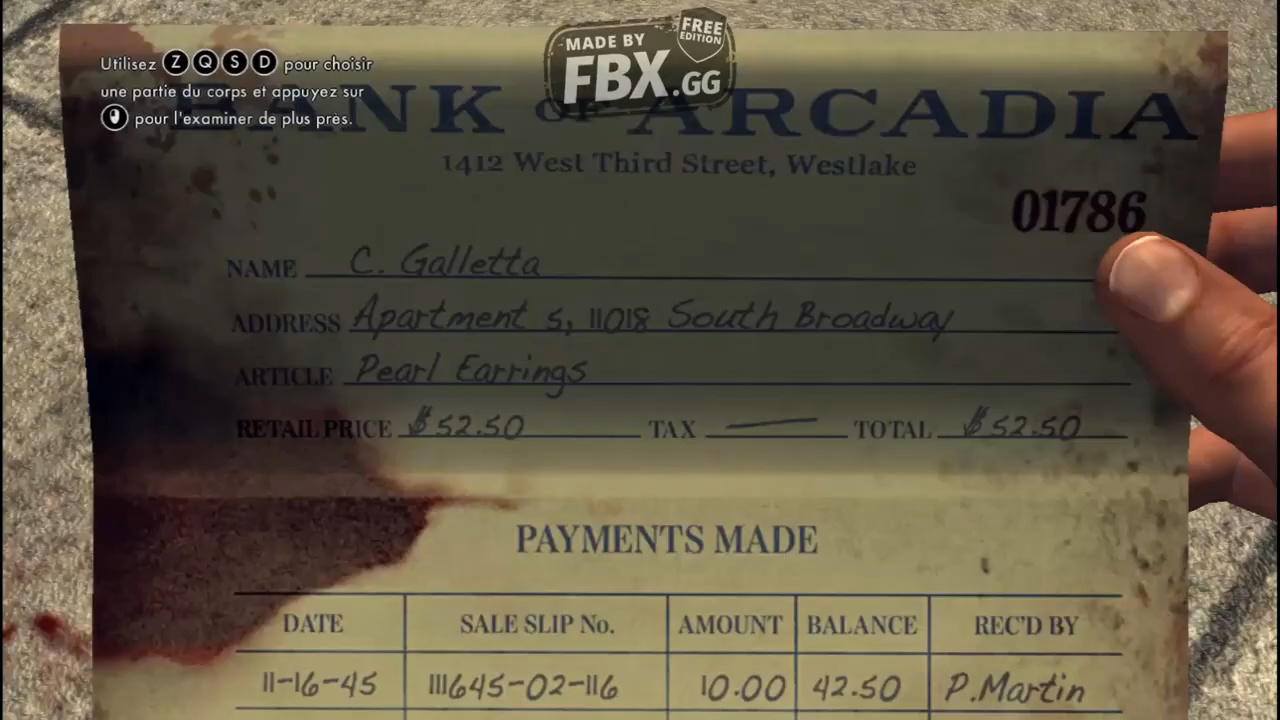 Utilisez Z Q S D pour choisir
une partie du corps et appuyez sur
pour l'examiner de plus près.
MADE BY
FREE
EDITION
FBX.GG
BANK OF ARCADIA
1412 West Third Street, Westlake
01786
NAME C. Galletta
ADDRESS Apartment 5, 11018 South Broadway
ARTICLE Pearl Earrings
RETAIL PRICE $52.50 TAX — TOTAL $52.50
PAYMENTS MADE
DATE SALE SLIP No. AMOUNT BALANCE REC'D BY
11-16-45 111645-02-116 10.00 42.50 P.Martin